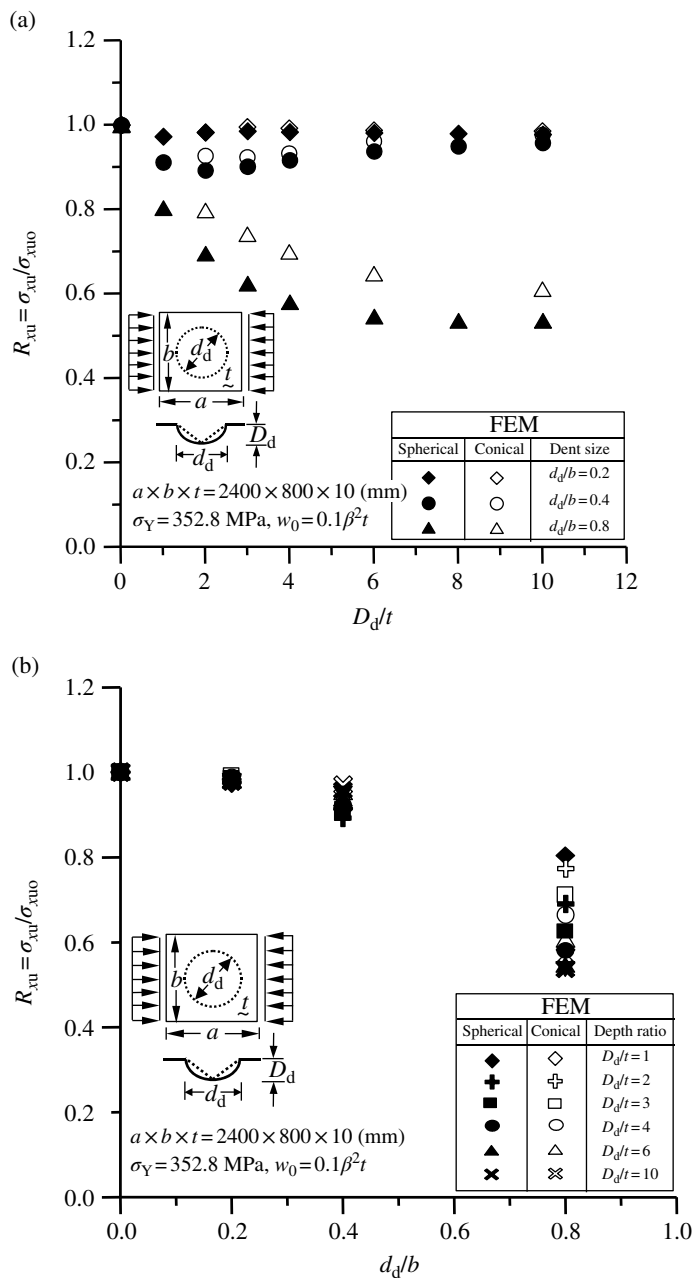 (a)
1.2
1.0
0.8
0.6
0.4
0.2
0.0
R_xu = σ_xu/σ_xuo
b
d_d
t
a
D_d
d_d
a × b × t = 2400 × 800 × 10 (mm)
σ_Y = 352.8 MPa, w_0 = 0.1β²t
FEM
Spherical Conical Dent size
d_d/b = 0.2
d_d/b = 0.4
d_d/b = 0.8
0 2 4 6 8 10 12
D_d/t
(b)
1.2
1.0
0.8
0.6
0.4
0.2
0.0
R_xu = σ_xu/σ_xuo
b
d_d
t
a
D_d
d_d
a × b × t = 2400 × 800 × 10 (mm)
σ_Y = 352.8 MPa, w_0 = 0.1β²t
FEM
Spherical Conical Depth ratio
D_d/t = 1
D_d/t = 2
D_d/t = 3
D_d/t = 4
D_d/t = 6
D_d/t = 10
0.0 0.2 0.4 0.6 0.8 1.0
d_d/b